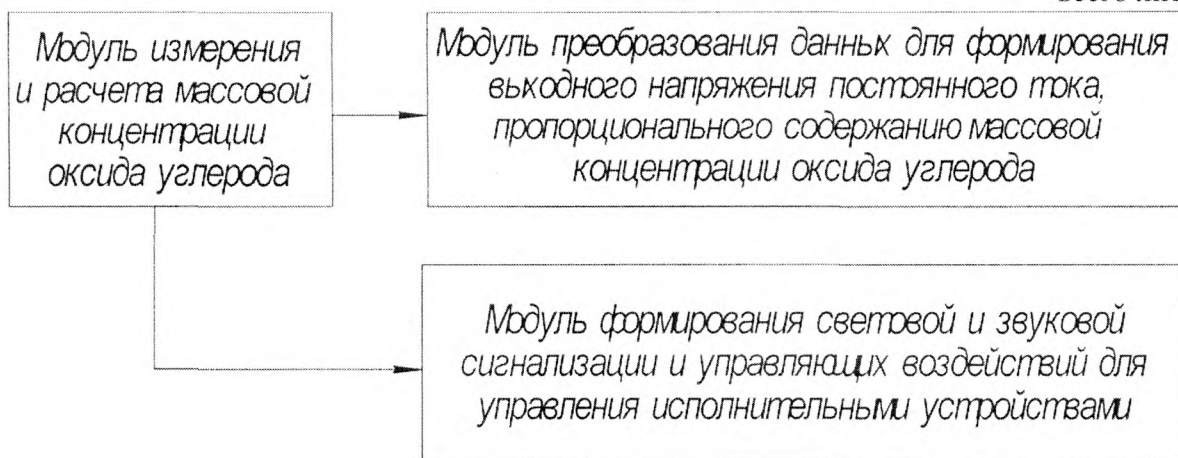 Модуль измерения
и расчета массовой
концентрации
оксида углерода
Модуль преобразования данных для формирования
выходного напряжения постоянного тока,
пропорционального содержанию массовой
концентрации оксида углерода
Модуль формирования световой и звуковой
сигнализации и управляющих воздействий для
управления исполнительными устройствами